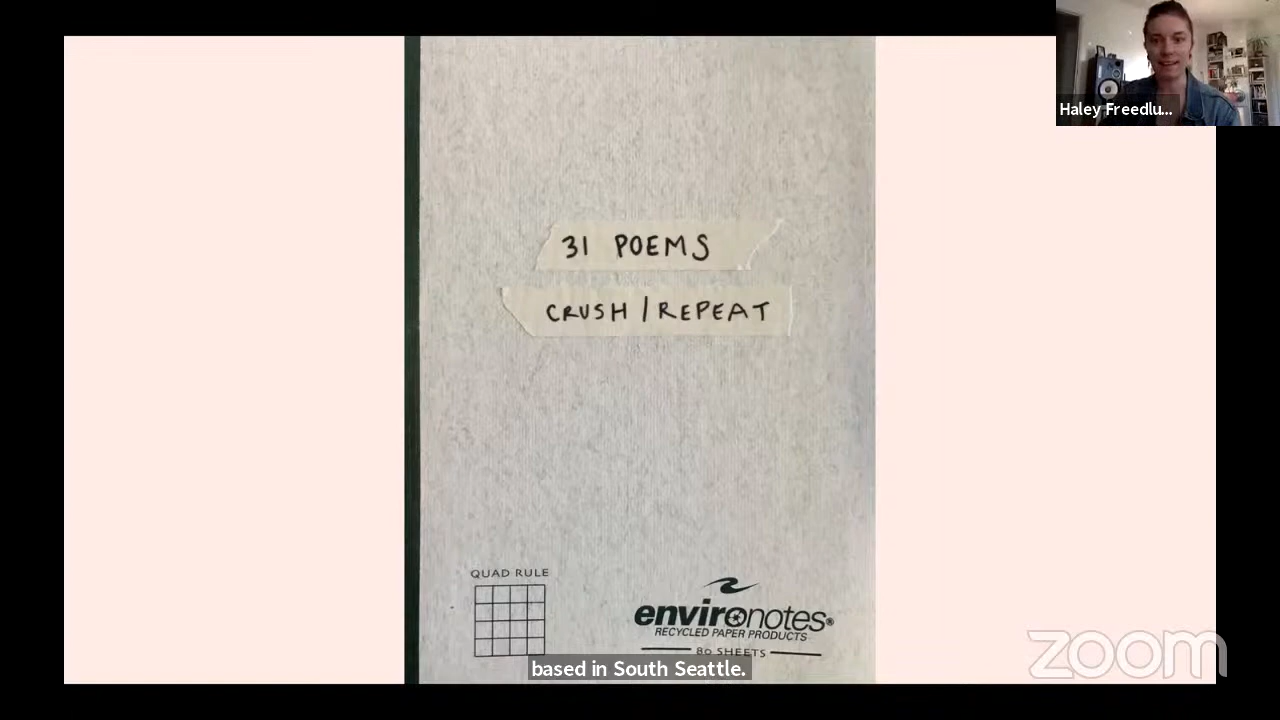 Haley Freedlu...
31 POEMS
CRUSH / REPEAT
QUAD RULE
environotes®
RECYCLED PAPER PRODUCTS
80 SHEETS
based in South Seattle.
zoom